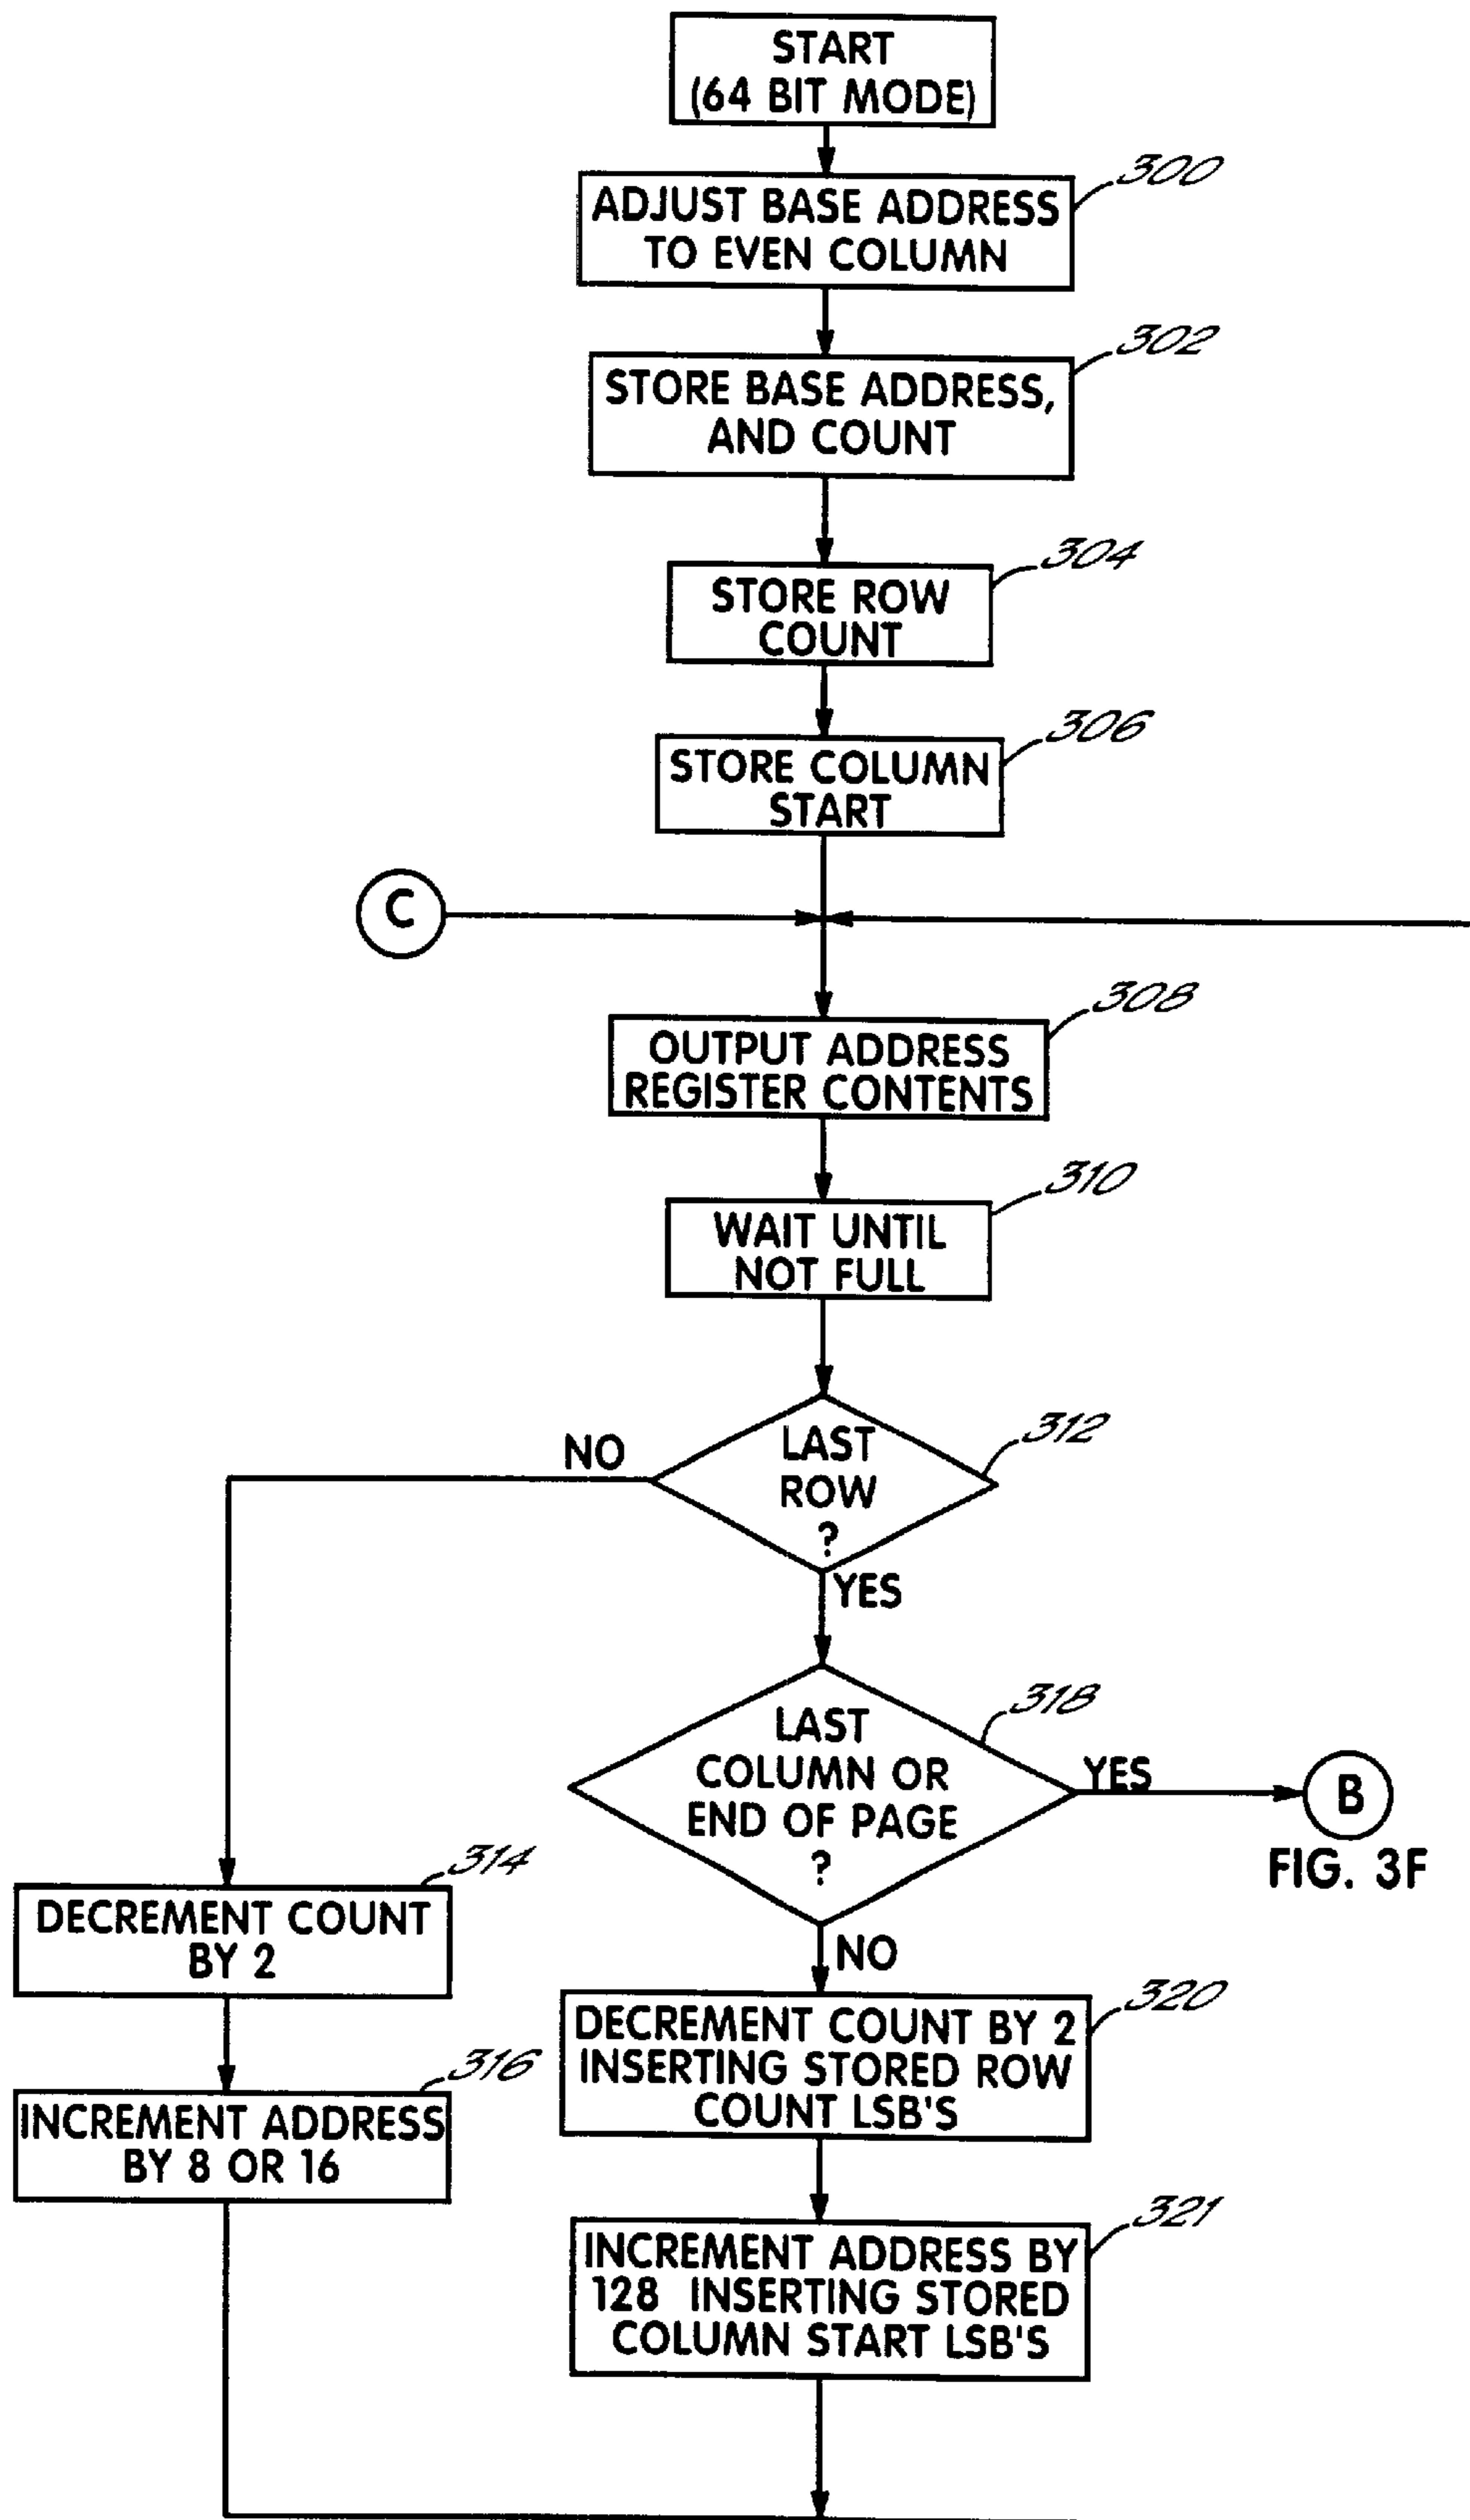 START
(64 BIT MODE)
300
ADJUST BASE ADDRESS
TO EVEN COLUMN
302
STORE BASE ADDRESS,
AND COUNT
304
STORE ROW
COUNT
306
STORE COLUMN
START
C
308
OUTPUT ADDRESS
REGISTER CONTENTS
310
WAIT UNTIL
NOT FULL
312
NO
LAST
ROW
?
YES
318
LAST
COLUMN OR
END OF PAGE
?
YES
B
FIG. 3F
NO
314
DECREMENT COUNT
BY 2
316
INCREMENT ADDRESS
BY 8 OR 16
320
DECREMENT COUNT BY 2
INSERTING STORED ROW
COUNT LSB'S
321
INCREMENT ADDRESS BY
128 INSERTING STORED
COLUMN START LSB'S